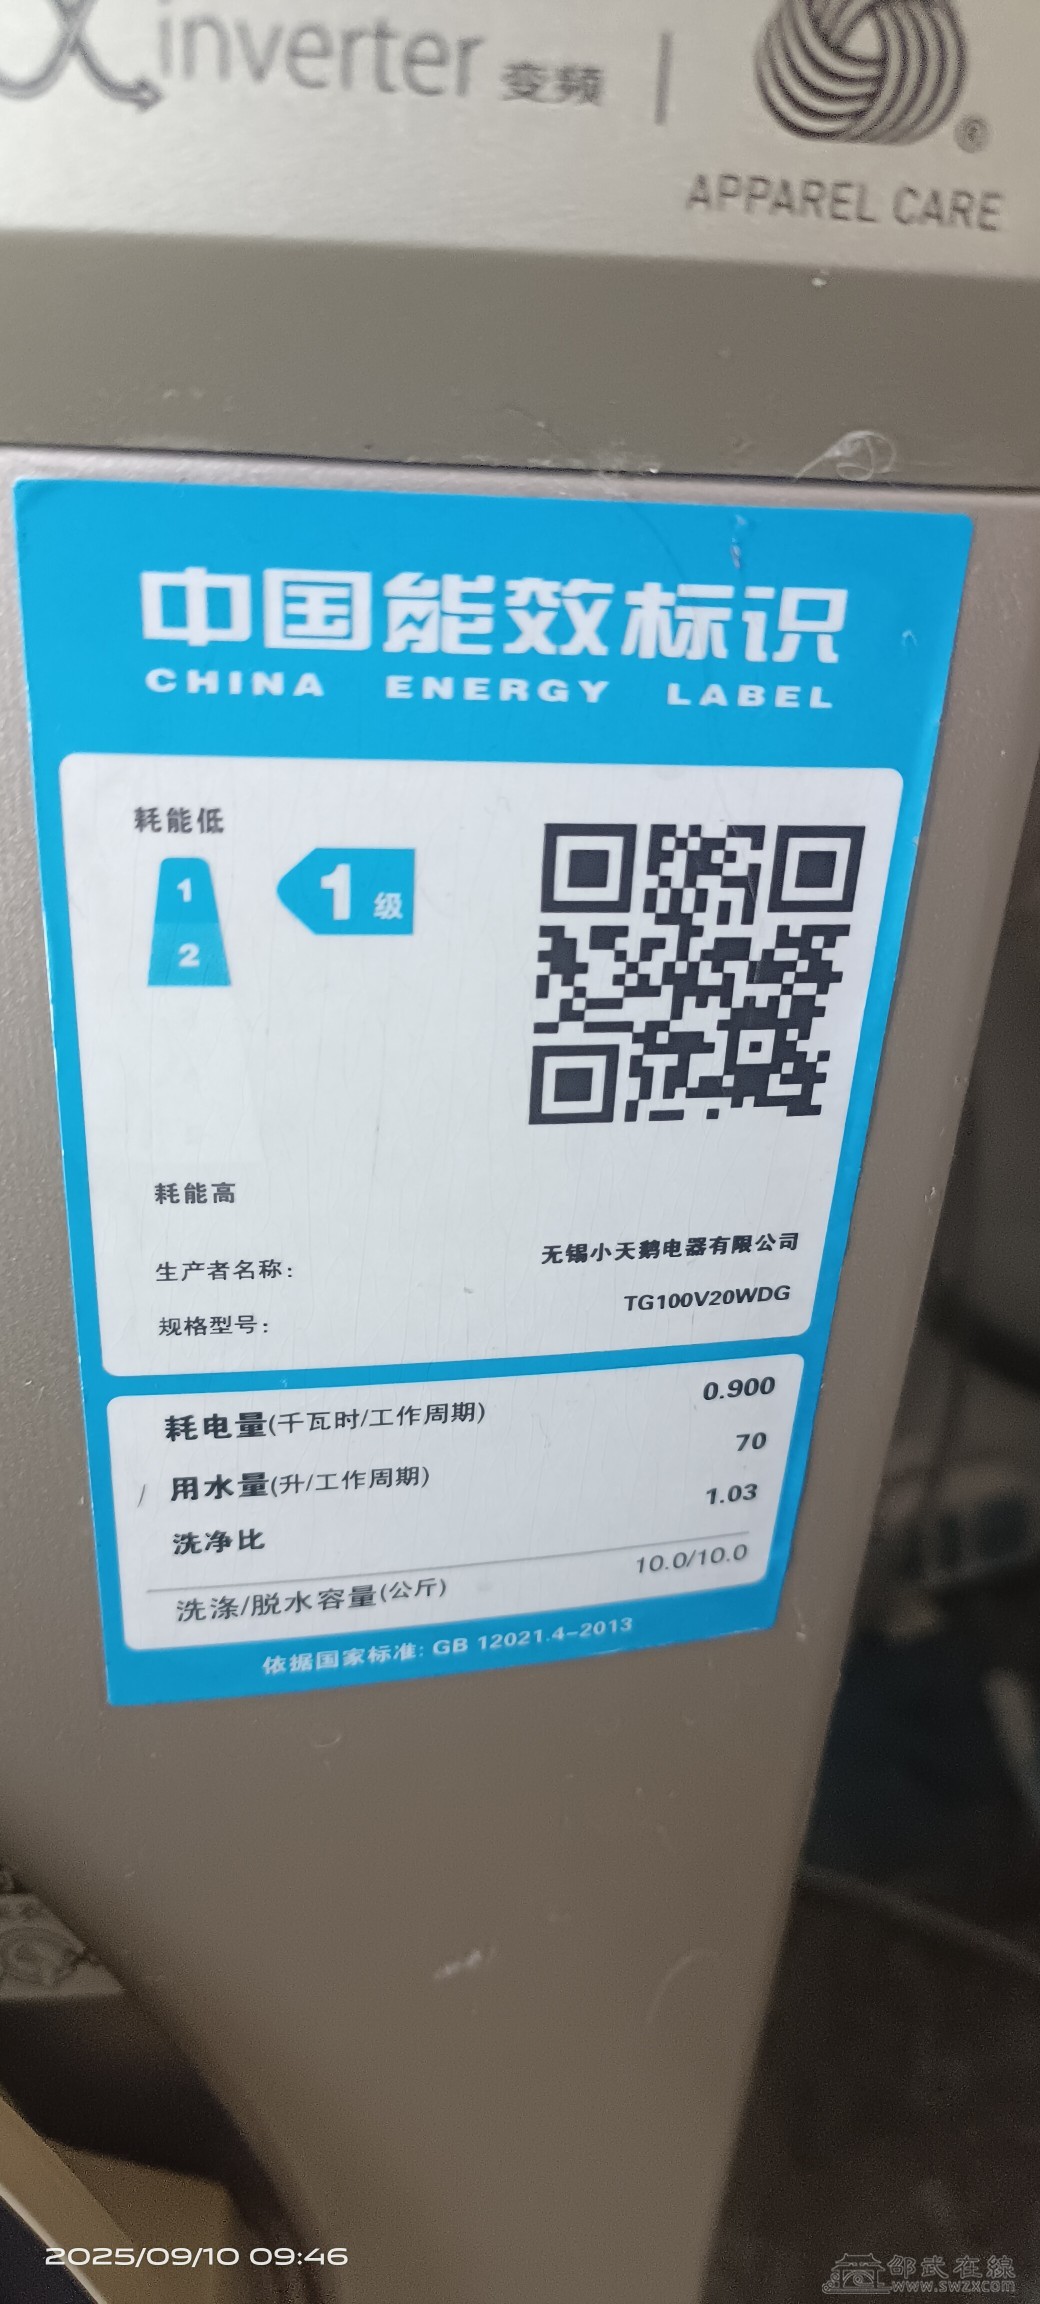 inverter 变频
®
APPAREL CARE
中国能效标识
CHINA ENERGY LABEL
耗能低
1
2
1级
耗能高
生产者名称: 无锡小天鹅电器有限公司
规格型号: TG100V20WDG
耗电量(千瓦时/工作周期) 0.900
用水量(升/工作周期) 70
洗净比 1.03
洗涤/脱水容量(公斤) 10.0/10.0
依据国家标准: GB 12021.4-2013
2025/09/10 09:46
邵武在線
www.swzx.com